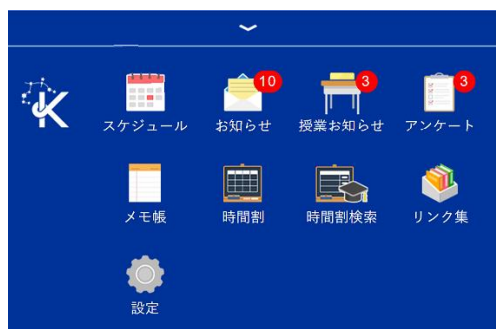 10
3
3
K
スケジュール
お知らせ
授業お知らせ
アンケート
メモ帳
時間割
時間割検索
リンク集
設定